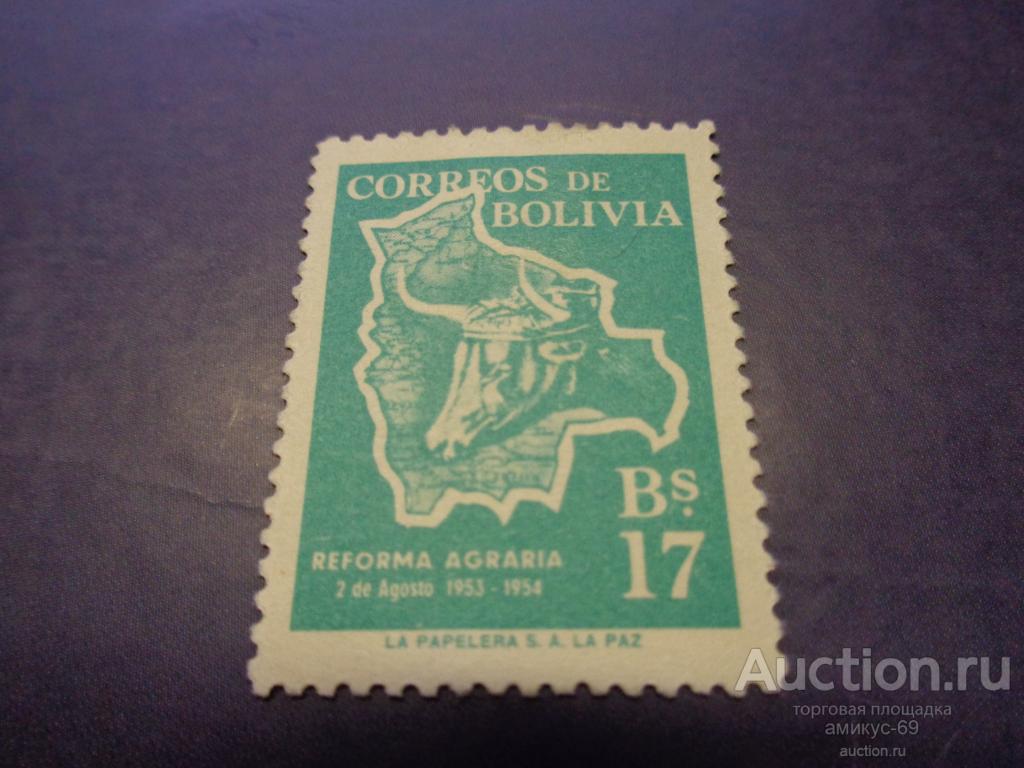 CORREOS DE
BOLIVIA
Bs.
17
REFORMA AGRARIA
2 de Agosto 1953 - 1954
LA PAPELERA S. A. LA PAZ
Auction.ru
торговая площадка
амикус-69
auction.ru